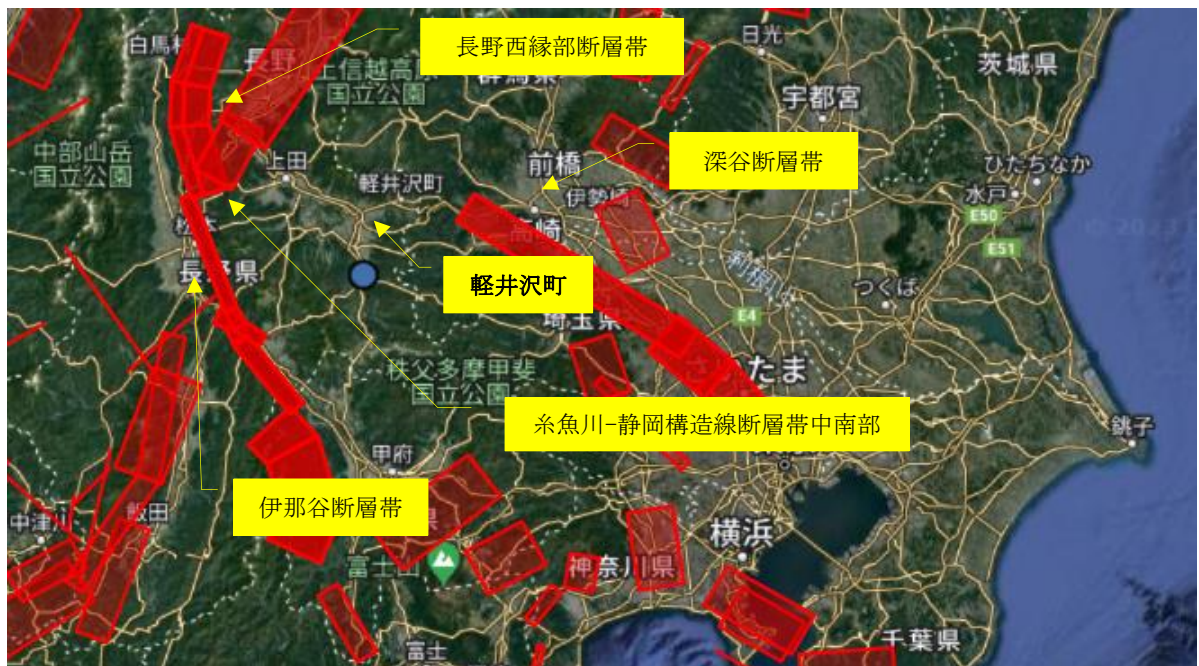 白馬村
長野
長野西縁部断層帯
日光
茨城県
上信越高原
国立公園
群馬県
宇都宮
中部山岳
国立公園
上田
前橋
深谷断層帯
ひたちなか
軽井沢町
伊勢崎
水戸
E50
松本
高崎
E51
長野県
軽井沢町
利根川
つくば
埼玉県
E4
秩父多摩甲斐
国立公園
さいたま
糸魚川-静岡構造線断層帯中南部
銚子
甲府
伊那谷断層帯
中津川
飯田
横浜
富士山
神奈川県
富士
千葉県